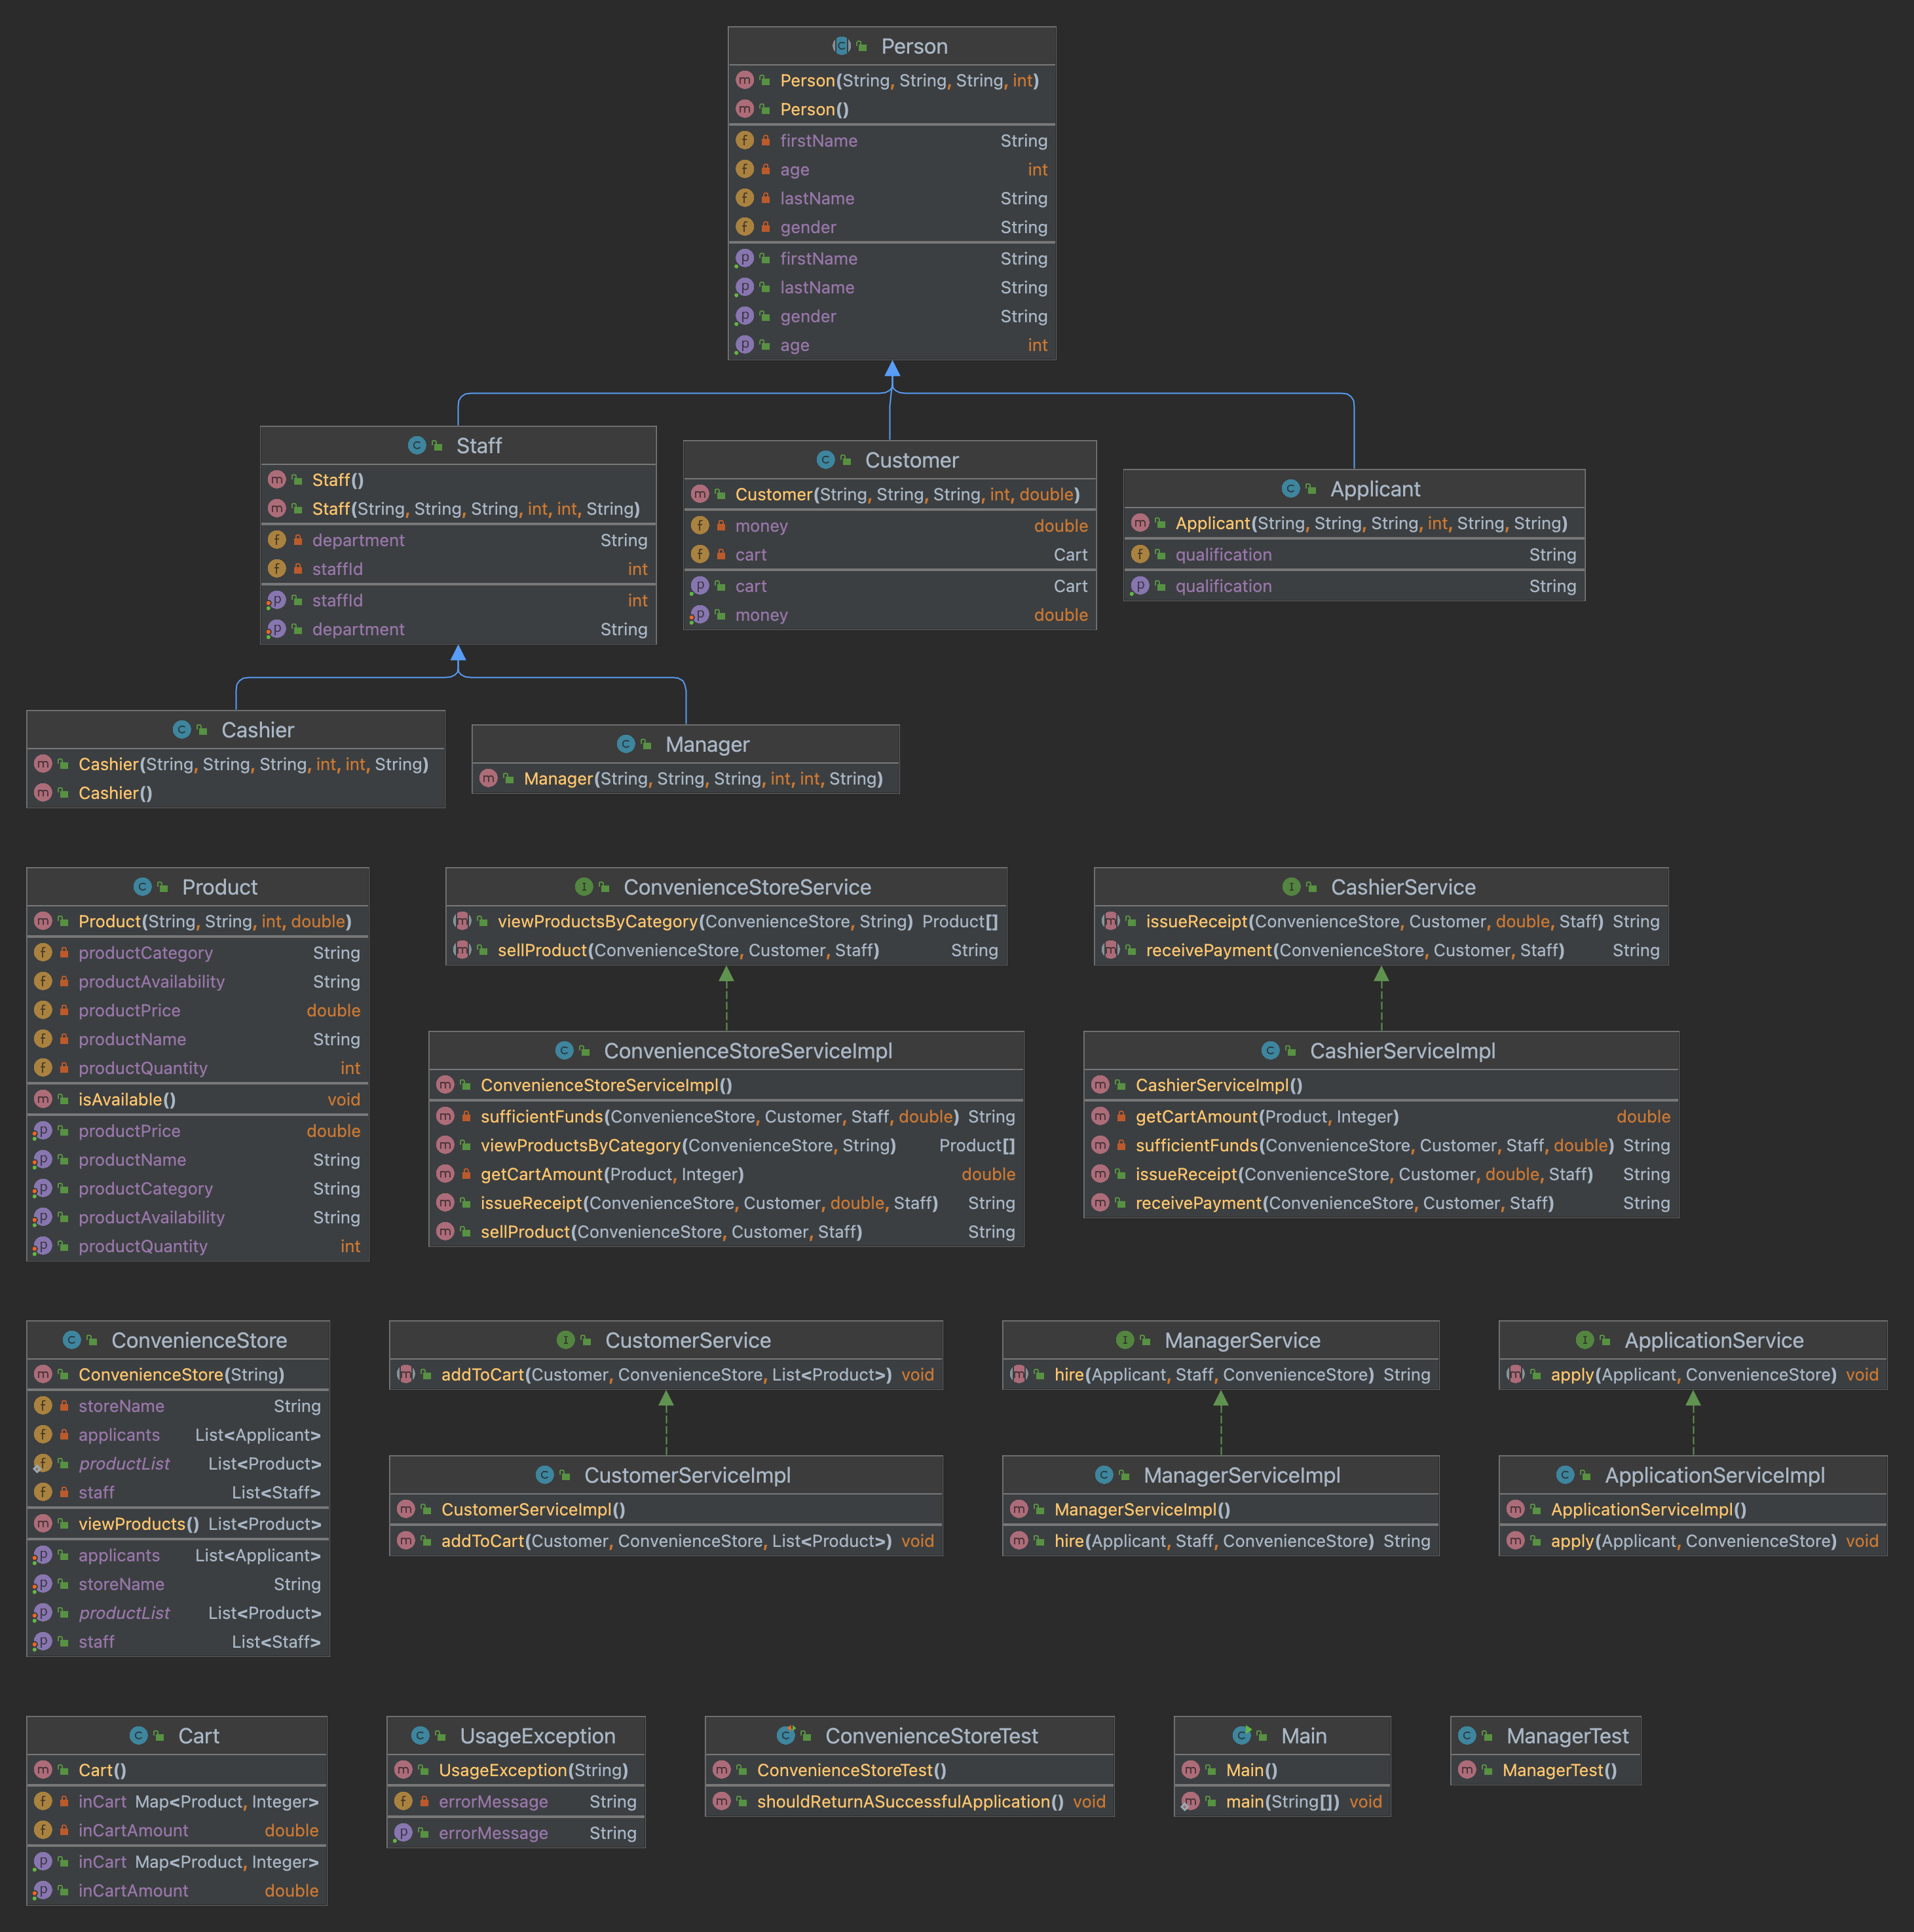 Person
Person(String, String, String, int)
Person()
firstName String
age int
lastName String
gender String
firstName String
lastName String
gender String
age int
Staff
Staff()
Staff(String, String, String, int, int, String)
department String
staffId int
staffId int
department String
Customer
Customer(String, String, String, int, double)
money double
cart Cart
cart Cart
money double
Applicant
Applicant(String, String, String, int, String, String)
qualification String
qualification String
Cashier
Cashier(String, String, String, int, int, String)
Cashier()
Manager
Manager(String, String, String, int, int, String)
Product
Product(String, String, int, double)
productCategory String
productAvailability String
productPrice double
productName String
productQuantity int
isAvailable() void
productPrice double
productName String
productCategory String
productAvailability String
productQuantity int
ConvenienceStoreService
viewProductsByCategory(ConvenienceStore, String) Product[]
sellProduct(ConvenienceStore, Customer, Staff) String
CashierService
issueReceipt(ConvenienceStore, Customer, double, Staff) String
receivePayment(ConvenienceStore, Customer, Staff) String
ConvenienceStoreServiceImpl
ConvenienceStoreServiceImpl()
sufficientFunds(ConvenienceStore, Customer, Staff, double) String
viewProductsByCategory(ConvenienceStore, String) Product[]
getCartAmount(Product, Integer) double
issueReceipt(ConvenienceStore, Customer, double, Staff) String
sellProduct(ConvenienceStore, Customer, Staff) String
CashierServiceImpl
CashierServiceImpl()
getCartAmount(Product, Integer) double
sufficientFunds(ConvenienceStore, Customer, Staff, double) String
issueReceipt(ConvenienceStore, Customer, double, Staff) String
receivePayment(ConvenienceStore, Customer, Staff) String
ConvenienceStore
ConvenienceStore(String)
storeName String
applicants List<Applicant>
productList List<Product>
staff List<Staff>
viewProducts() List<Product>
applicants List<Applicant>
storeName String
productList List<Product>
staff List<Staff>
CustomerService
addToCart(Customer, ConvenienceStore, List<Product>) void
ManagerService
hire(Applicant, Staff, ConvenienceStore) String
ApplicationService
apply(Applicant, ConvenienceStore) void
CustomerServiceImpl
CustomerServiceImpl()
addToCart(Customer, ConvenienceStore, List<Product>) void
ManagerServiceImpl
ManagerServiceImpl()
hire(Applicant, Staff, ConvenienceStore) String
ApplicationServiceImpl
ApplicationServiceImpl()
apply(Applicant, ConvenienceStore) void
Cart
Cart()
inCart Map<Product, Integer>
inCartAmount double
inCart Map<Product, Integer>
inCartAmount double
UsageException
UsageException(String)
errorMessage String
errorMessage String
ConvenienceStoreTest
ConvenienceStoreTest()
shouldReturnASuccessfulApplication() void
Main
Main()
main(String[]) void
ManagerTest
ManagerTest()